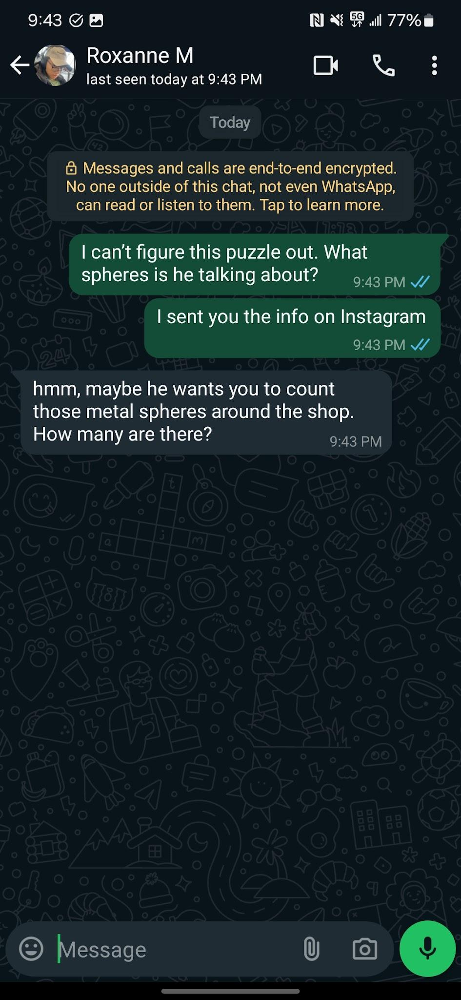 9:43
5G
77%
Roxanne M
last seen today at 9:43 PM
Today
Messages and calls are end-to-end encrypted.
No one outside of this chat, not even WhatsApp,
can read or listen to them. Tap to learn more.
I can’t figure this puzzle out. What
spheres is he talking about?
9:43 PM
I sent you the info on Instagram
9:43 PM
hmm, maybe he wants you to count
those metal spheres around the shop.
How many are there?
9:43 PM
Message